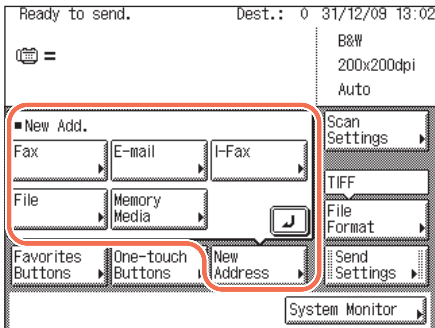 Ready to send. Dest.: 0 31/12/09 13:02
B&W
=
200x200dpi
Auto
■New Add.
Scan
Settings
Fax E-mail I-Fax
TIFF
File Memory
Media
File
Format
Favorites
Buttons
One-touch
Buttons
New
Address
Send
Settings
System Monitor